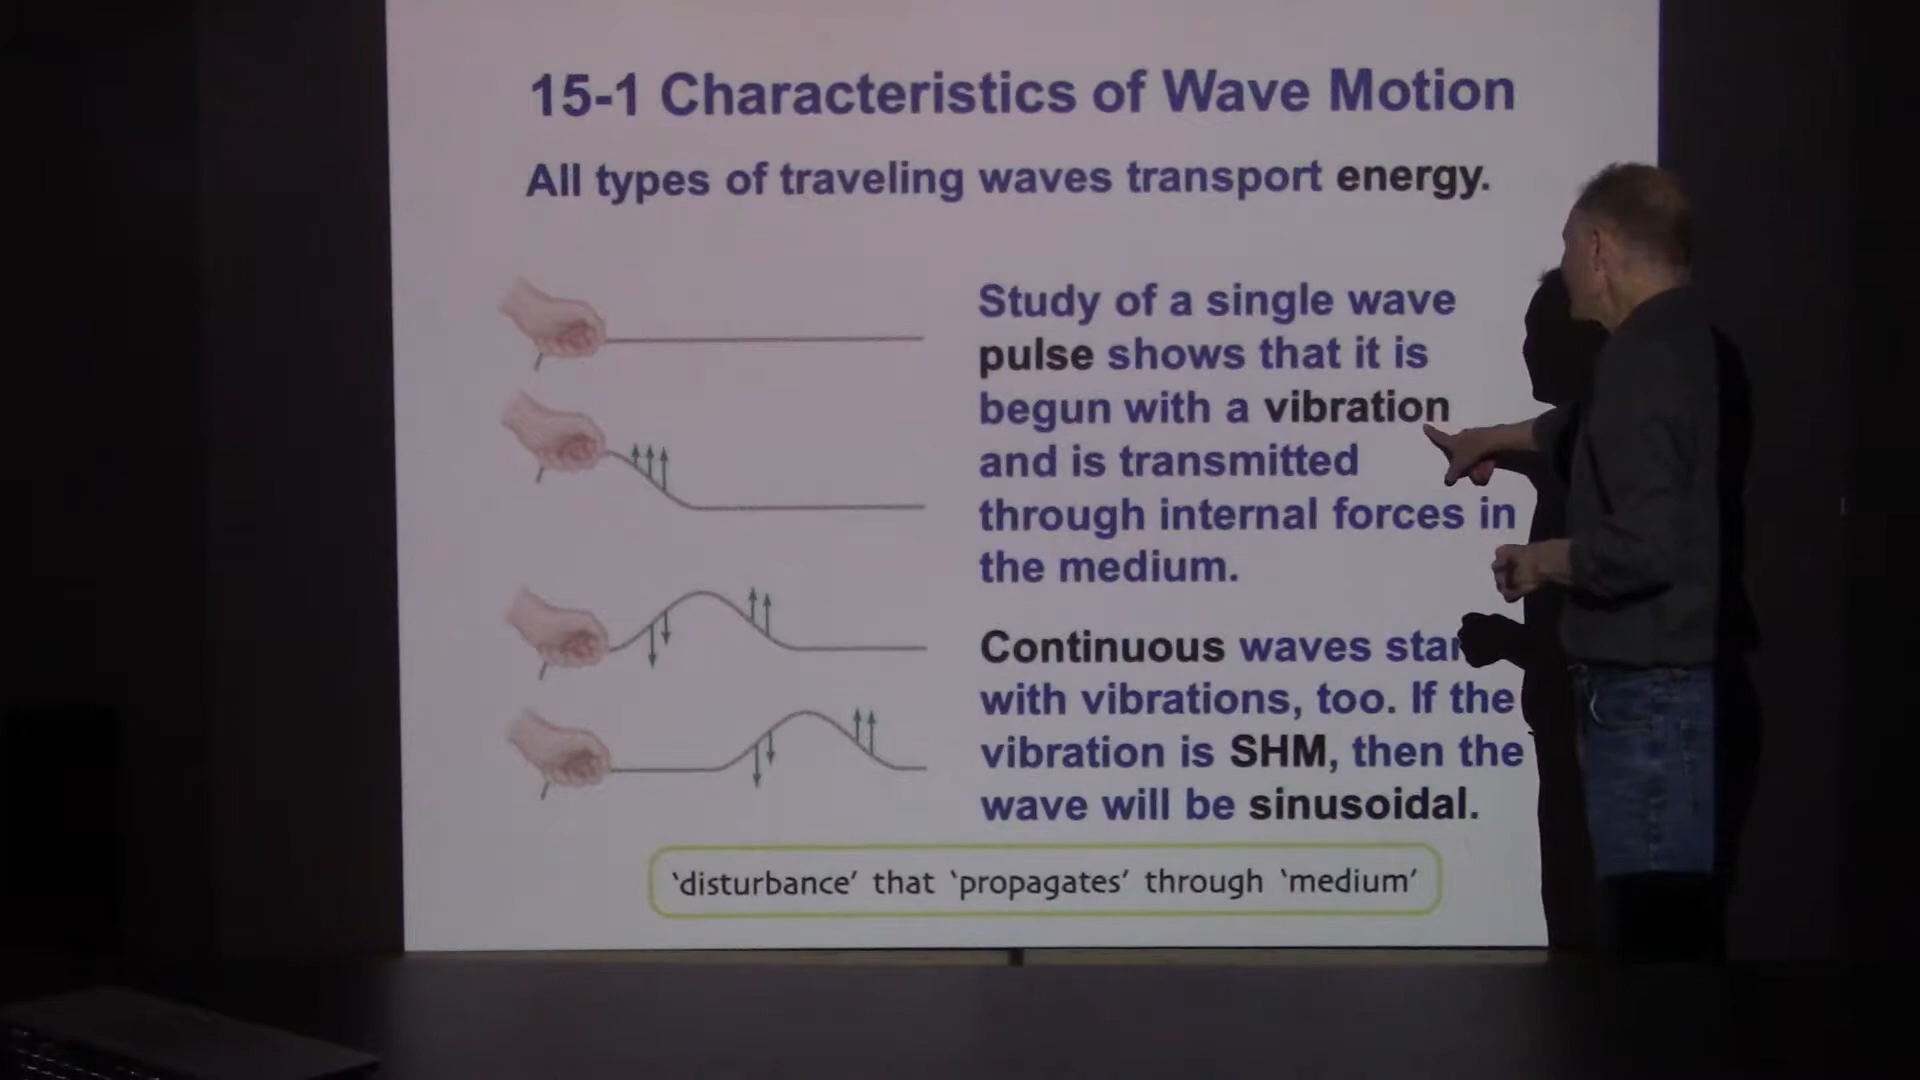 15-1 Characteristics of Wave Motion
All types of traveling waves transport energy.
Study of a single wave
pulse shows that it is
begun with a vibration
and is transmitted
through internal forces in
the medium.
Continuous waves star
with vibrations, too. If the
vibration is SHM, then the
wave will be sinusoidal.
‘disturbance’ that ‘propagates’ through ‘medium’